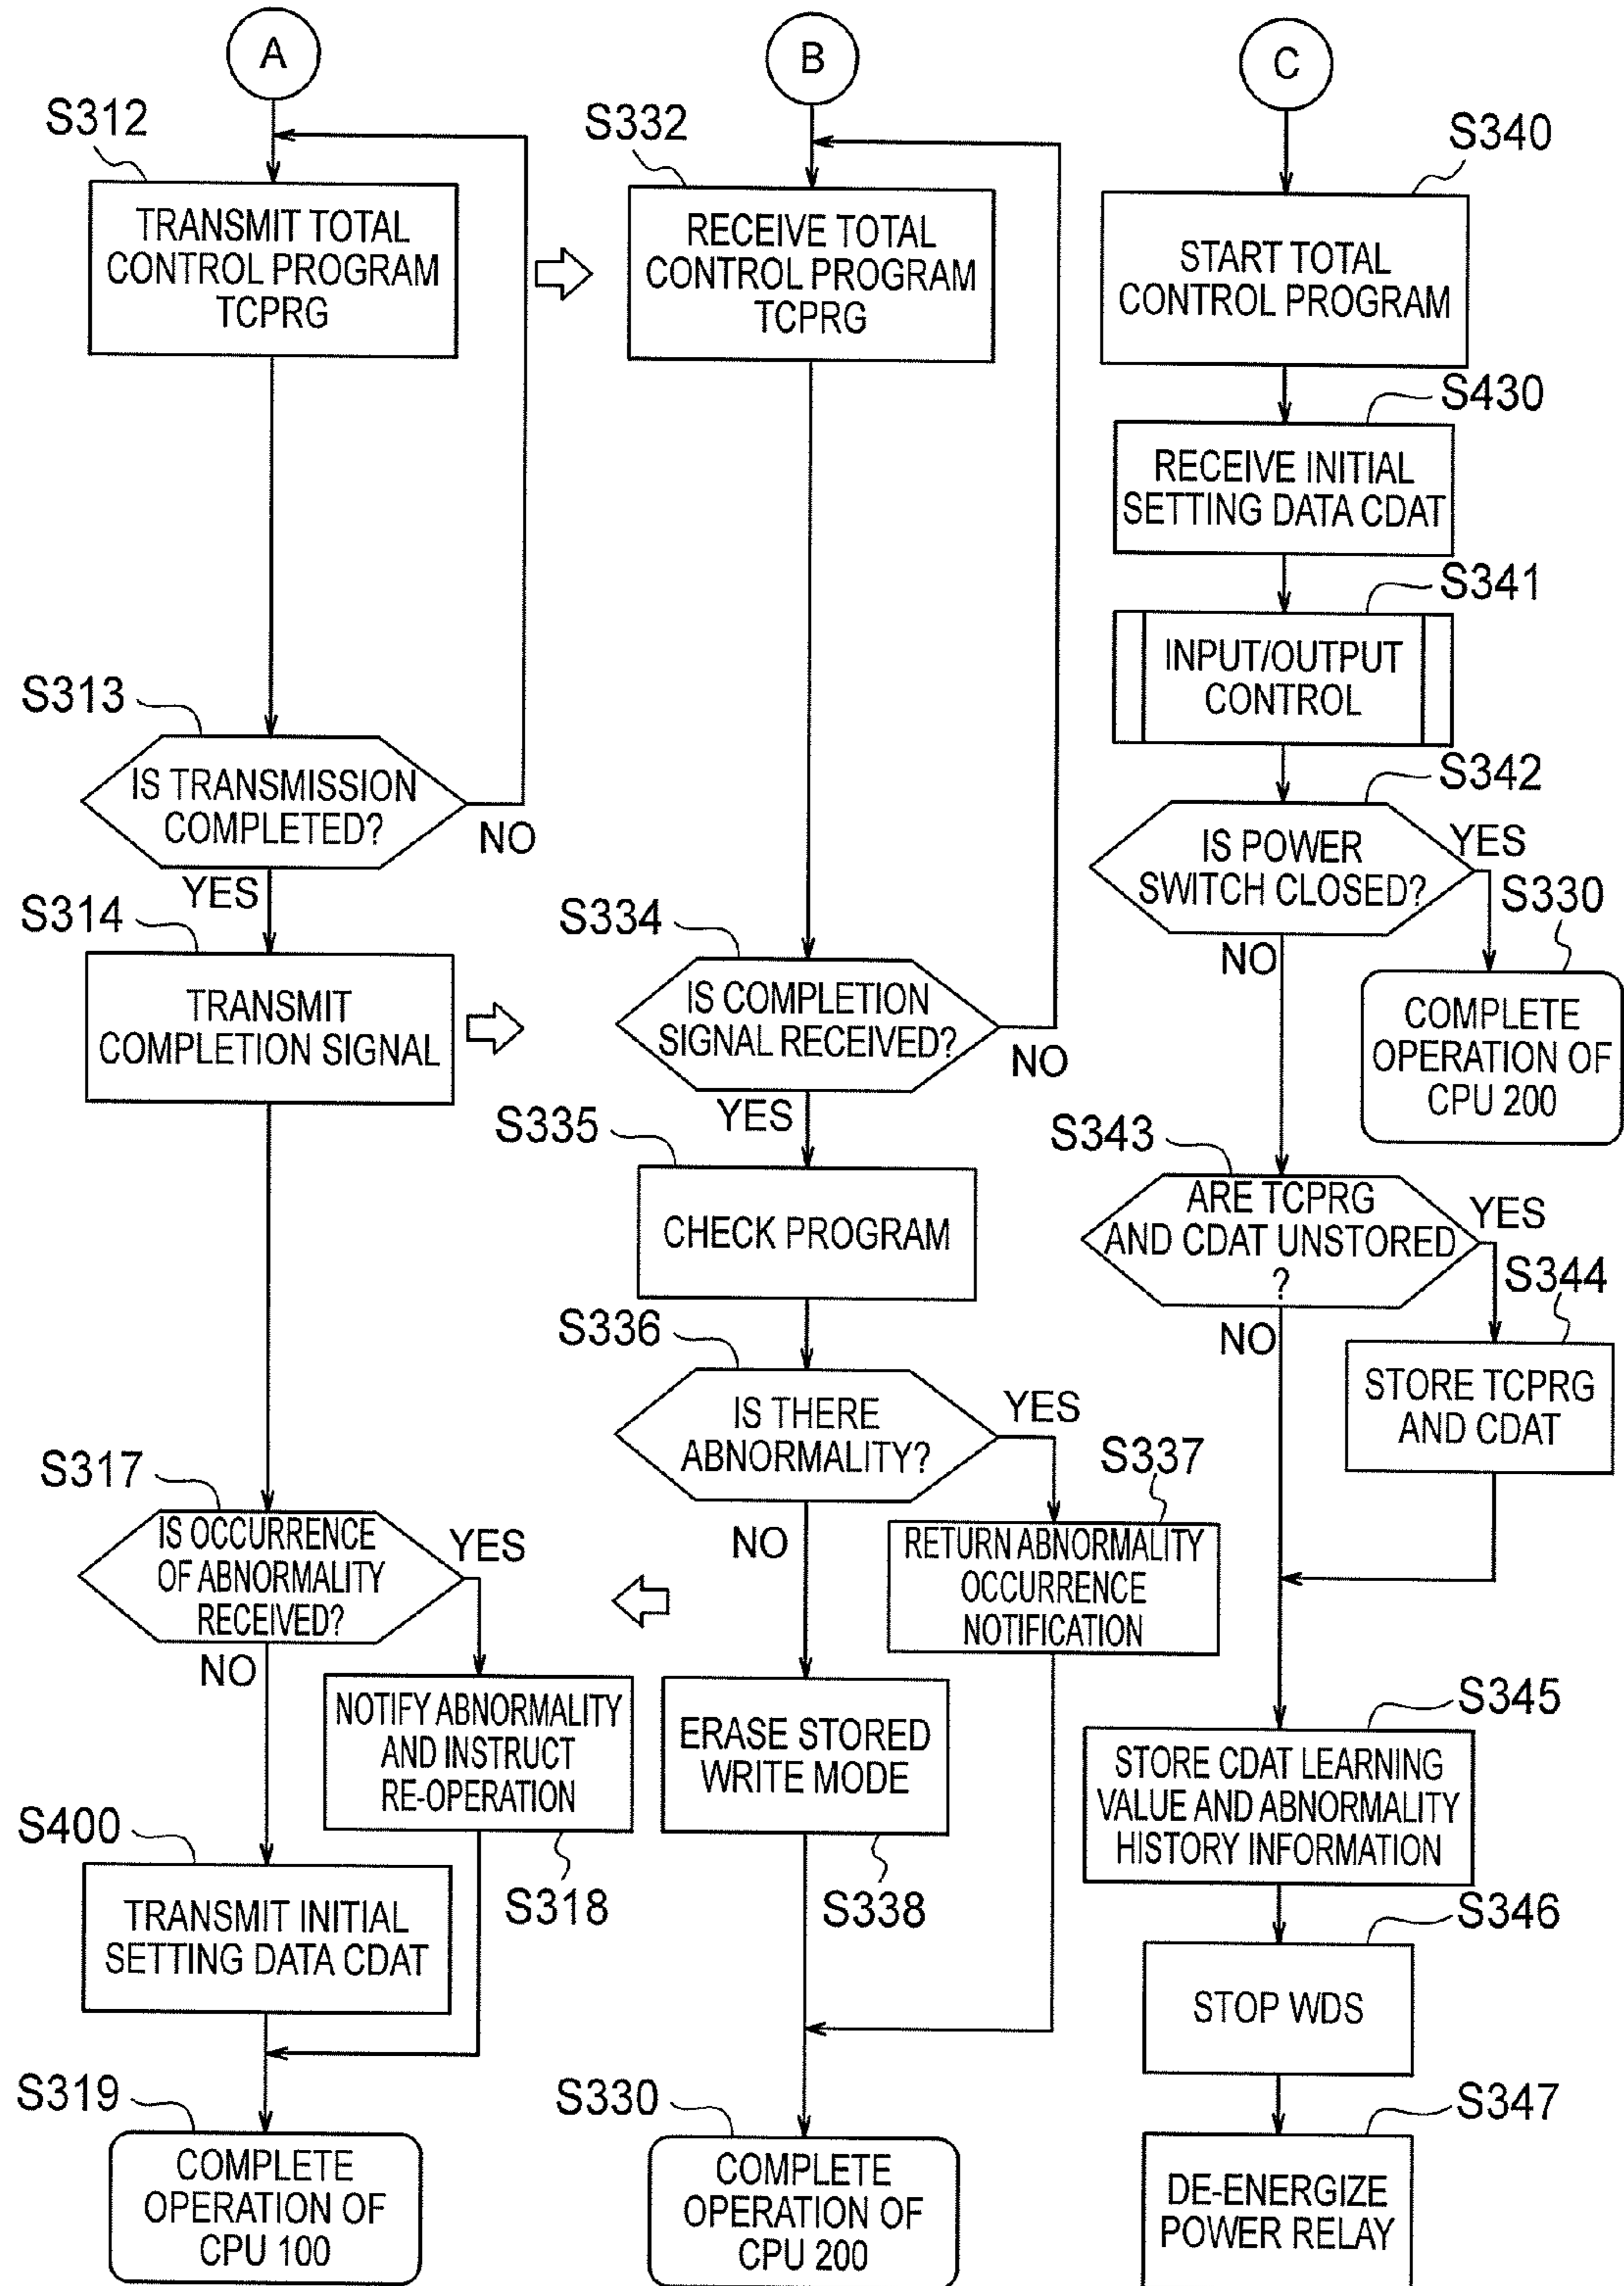 A
S312
TRANSMIT TOTAL
CONTROL PROGRAM
TCPRG
S313
IS TRANSMISSION
COMPLETED?
NO
YES
S314
TRANSMIT
COMPLETION SIGNAL
S317
IS OCCURRENCE
OF ABNORMALITY
RECEIVED?
YES
NO
NOTIFY ABNORMALITY
AND INSTRUCT
RE-OPERATION
S318
S400
TRANSMIT INITIAL
SETTING DATA CDAT
S319
COMPLETE
OPERATION OF
CPU 100
B
S332
RECEIVE TOTAL
CONTROL PROGRAM
TCPRG
S334
IS COMPLETION
SIGNAL RECEIVED?
NO
YES
S335
CHECK PROGRAM
S336
IS THERE
ABNORMALITY?
YES
NO
S337
RETURN ABNORMALITY
OCCURRENCE
NOTIFICATION
ERASE STORED
WRITE MODE
S338
S330
COMPLETE
OPERATION OF
CPU 200
C
S340
START TOTAL
CONTROL PROGRAM
S430
RECEIVE INITIAL
SETTING DATA CDAT
S341
INPUT/OUTPUT
CONTROL
S342
IS POWER
SWITCH CLOSED?
YES
NO
S330
COMPLETE
OPERATION OF
CPU 200
S343
ARE TCPRG
AND CDAT UNSTORED
?
YES
NO
S344
STORE TCPRG
AND CDAT
S345
STORE CDAT LEARNING
VALUE AND ABNORMALITY
HISTORY INFORMATION
S346
STOP WDS
S347
DE-ENERGIZE
POWER RELAY